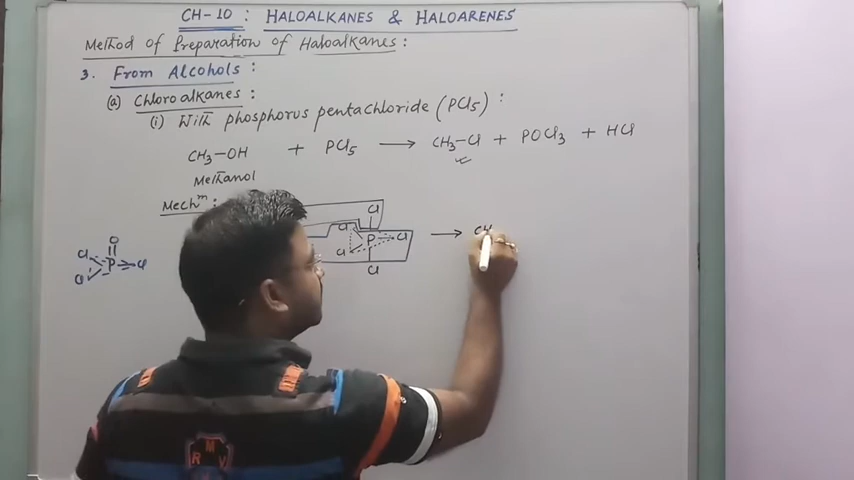 CH-10 : HALOALKANES & HALOARENES
Method of Preparation of Haloalkanes :
3. From Alcohols :
(a) Chloroalkanes :
(i) With phosphorus pentachloride (PCl5) :
CH3-OH + PCl5 → CH3-Cl + POCl3 + HCl
Methanol
Mechm :
Cl
Cl P Cl → CH
Cl
Cl
O
Cl P Cl
Cl
R M V